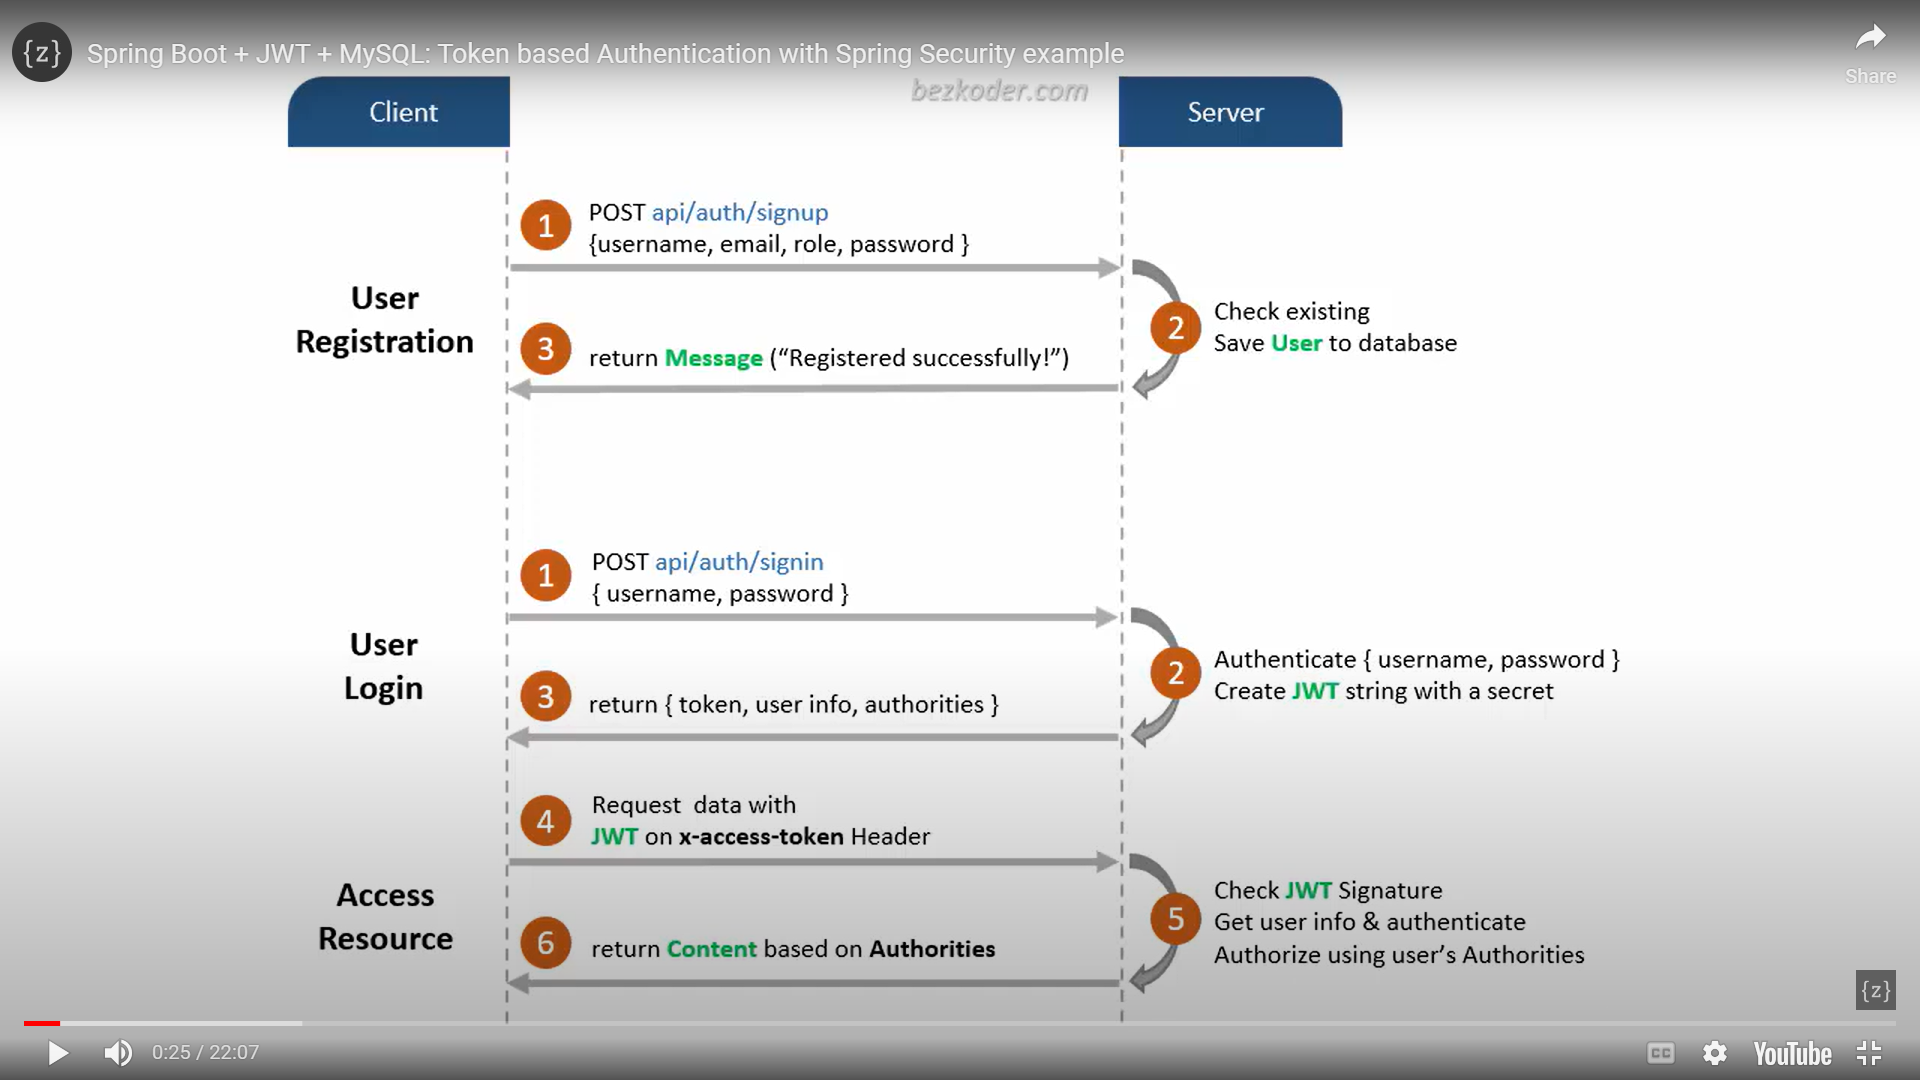 {z} Spring Boot + JWT + MySQL: Token based Authentication with Spring Security example
Share
bezkoder.com
Client
Server
1
POST api/auth/signup
{username, email, role, password }
User
Registration
2
Check existing
Save User to database
3
return Message (“Registered successfully!”)
1
POST api/auth/signin
{ username, password }
User
Login
2
Authenticate { username, password }
Create JWT string with a secret
3
return { token, user info, authorities }
4
Request  data with
JWT on x-access-token Header
Access
Resource
5
Check JWT Signature
Get user info & authenticate
Authorize using user’s Authorities
6
return Content based on Authorities
{z}
0:25 / 22:07
CC
YouTube